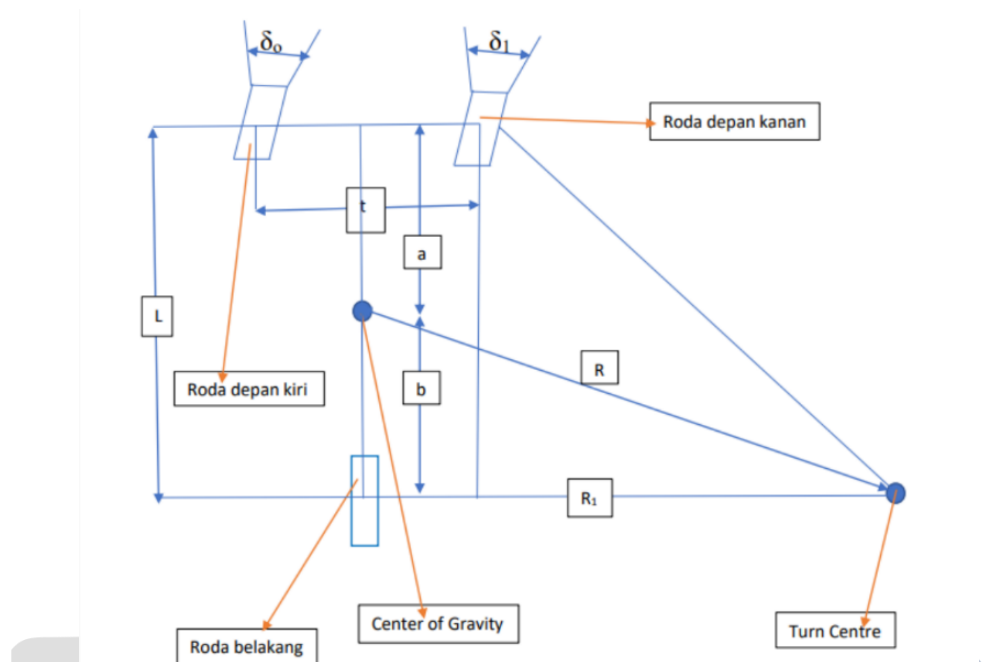 δo
δ1
Roda depan kanan
t
a
L
R
Roda depan kiri
b
R1
Center of Gravity
Turn Centre
Roda belakang